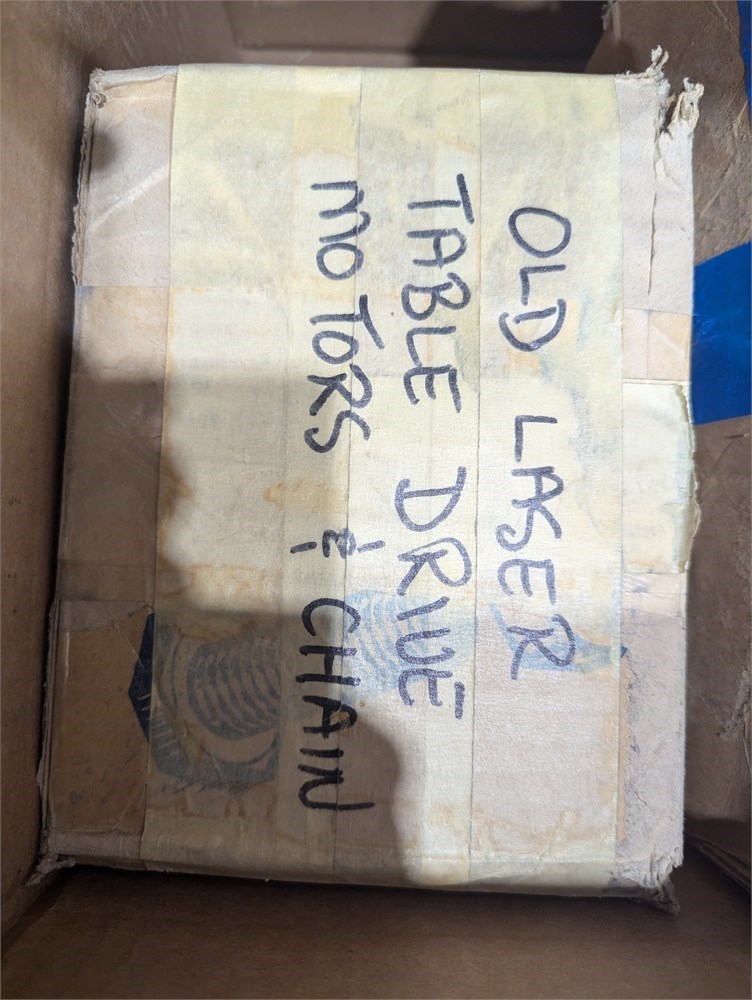 OLD LASER
TABLE DRIVE
MOTORS & CHAIN